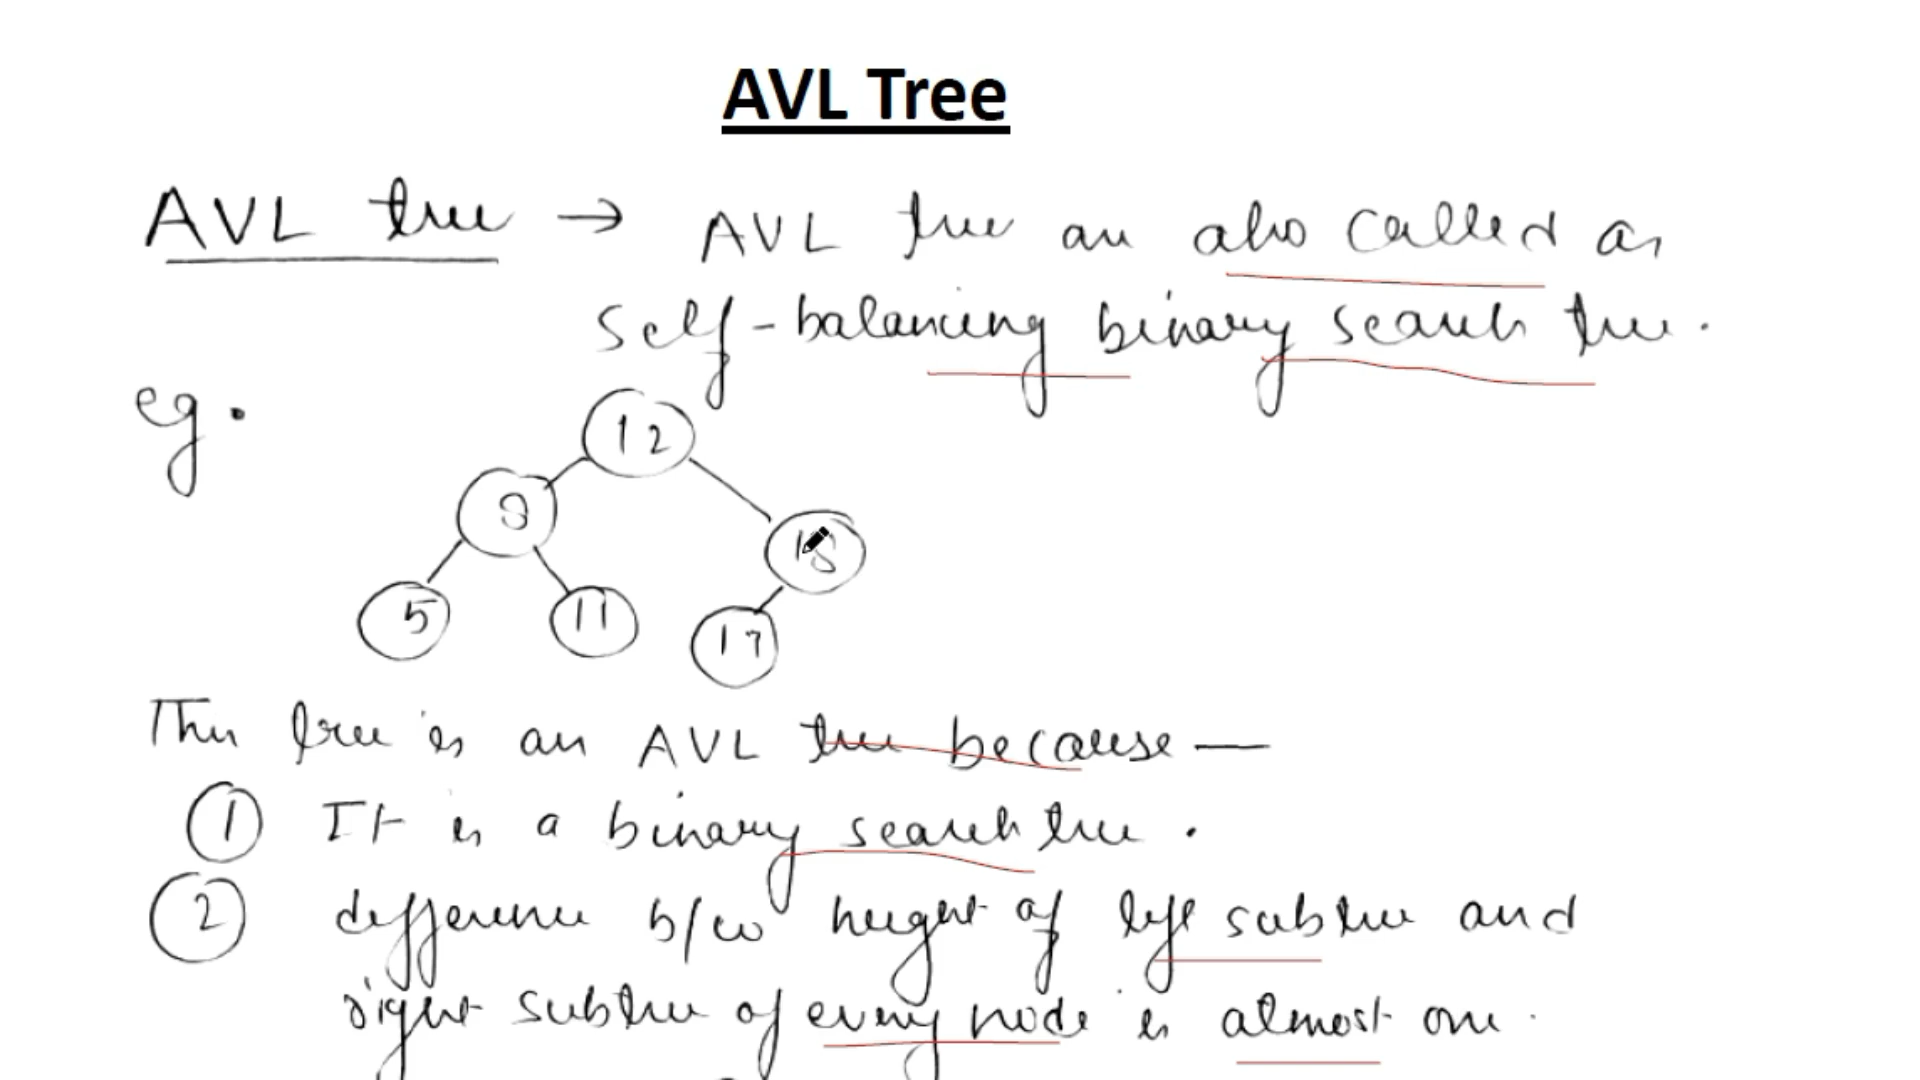 AVL Tree
AVL tree → AVL tree are also called as
self-balancing binary search tree.
eg.
12
9
18
5
11
17
This tree is an AVL tree because —
1 It is a binary search tree.
2 difference b/w height of left subtree and
right subtree of every node is almost one.